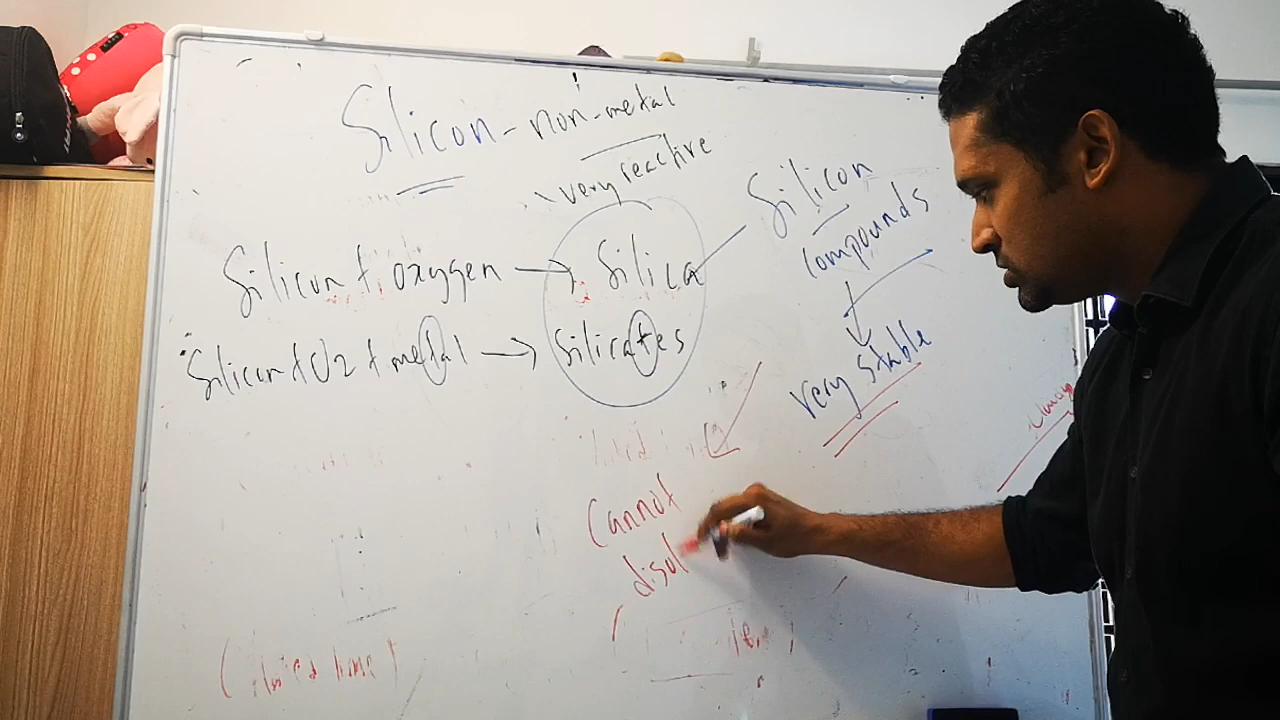 Silicon - non-metal
very reactive
Silicon + oxygen → Silica
Silicon
compounds
very stable
Silicon + O2 + metal → Silicates
Cannot
disol